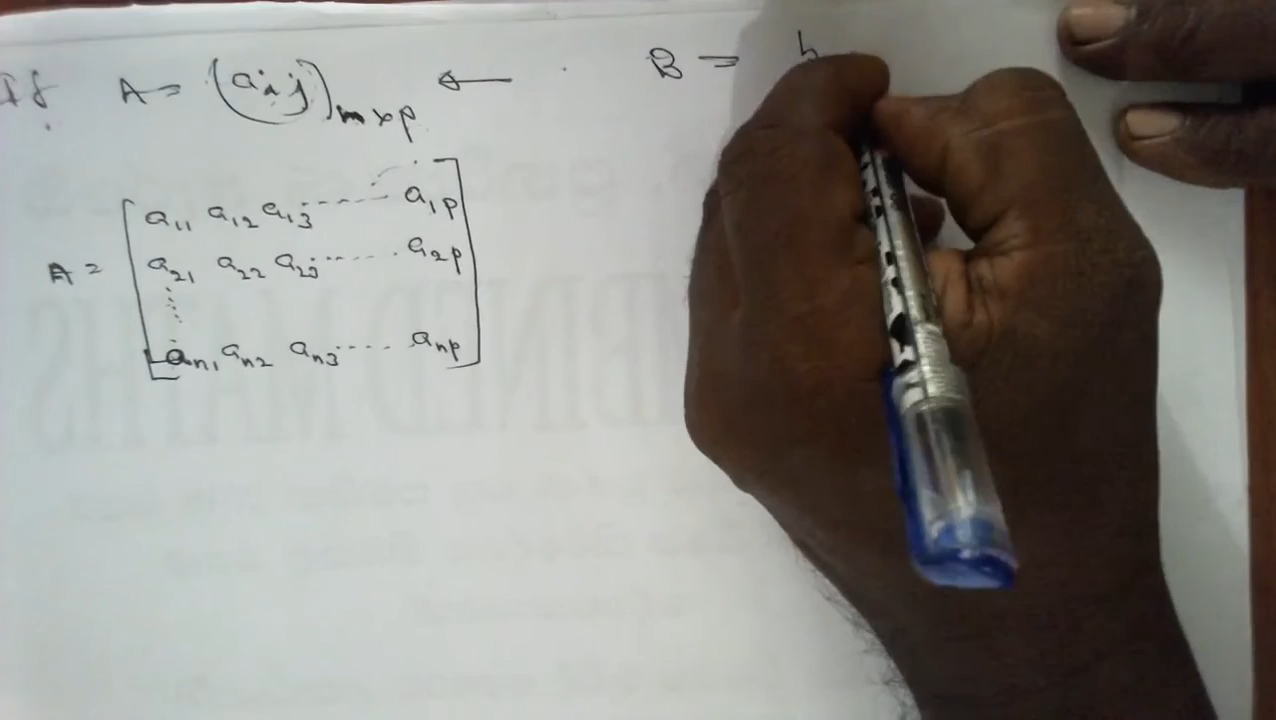 If A = (aij)m×p ← B = b
a11 a12 a13 ------ a1p
A = a21 a22 a23 ...... a2p
an1 an2 an3 ..... anp